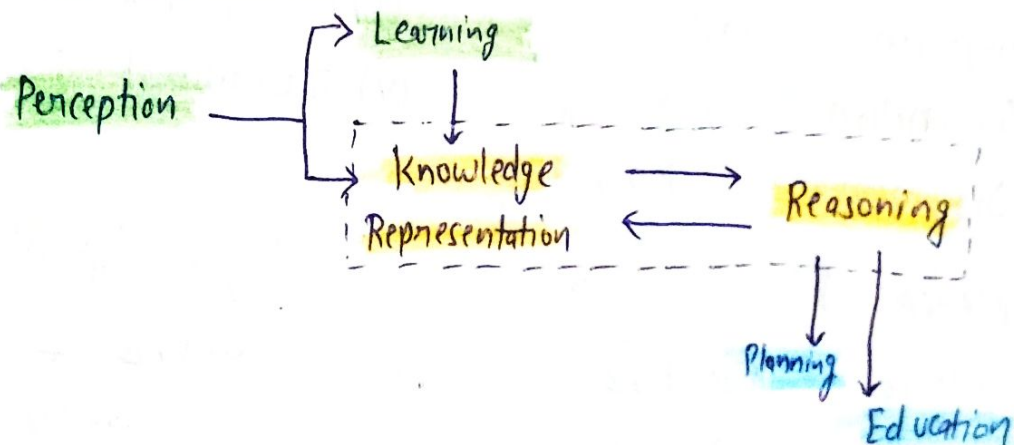 Learning
Perception
Knowledge
Representation
Reasoning
Planning
Education